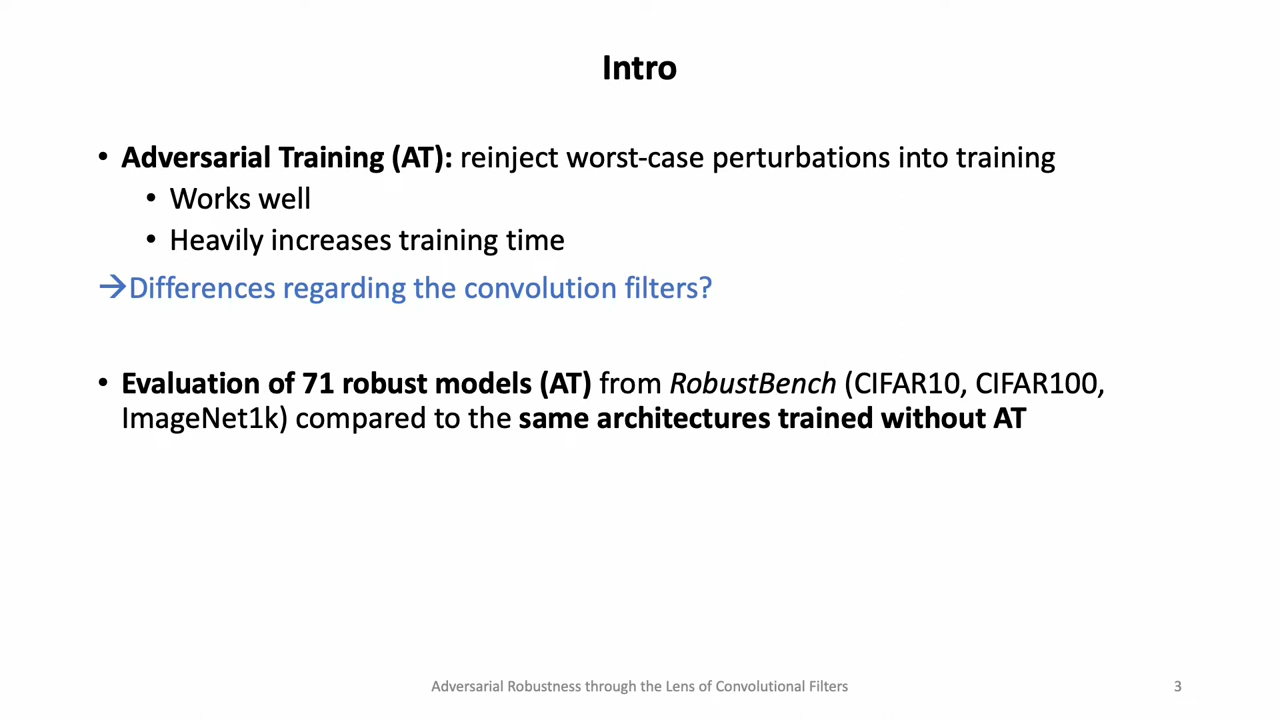 Intro
• Adversarial Training (AT): reinject worst-case perturbations into training
• Works well
• Heavily increases training time
→Differences regarding the convolution filters?
• Evaluation of 71 robust models (AT) from RobustBench (CIFAR10, CIFAR100,
ImageNet1k) compared to the same architectures trained without AT
Adversarial Robustness through the Lens of Convolutional Filters
3